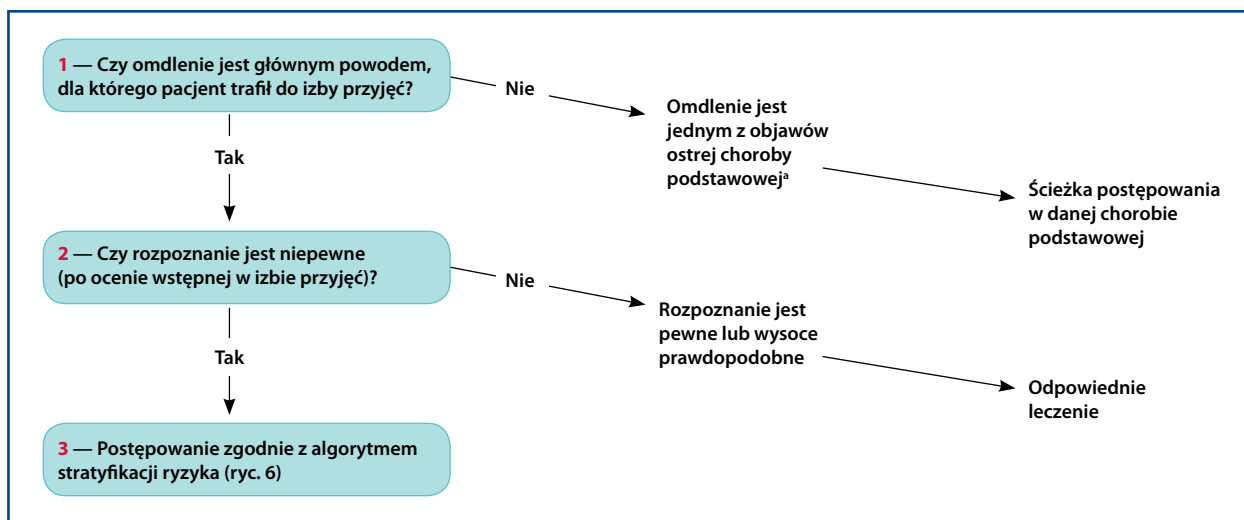 1 — Czy omdlenie jest głównym powodem,
dla którego pacjent trafił do izby przyjęć?
Nie
Omdlenie jest
jednym z objawów
ostrej choroby
podstawowejᵃ
Ścieżka postępowania
w danej chorobie
podstawowej
Tak
2 — Czy rozpoznanie jest niepewne
(po ocenie wstępnej w izbie przyjęć)?
Nie
Rozpoznanie jest
pewne lub wysoce
prawdopodobne
Odpowiednie
leczenie
Tak
3 — Postępowanie zgodnie z algorytmem
stratyfikacji ryzyka (ryc. 6)